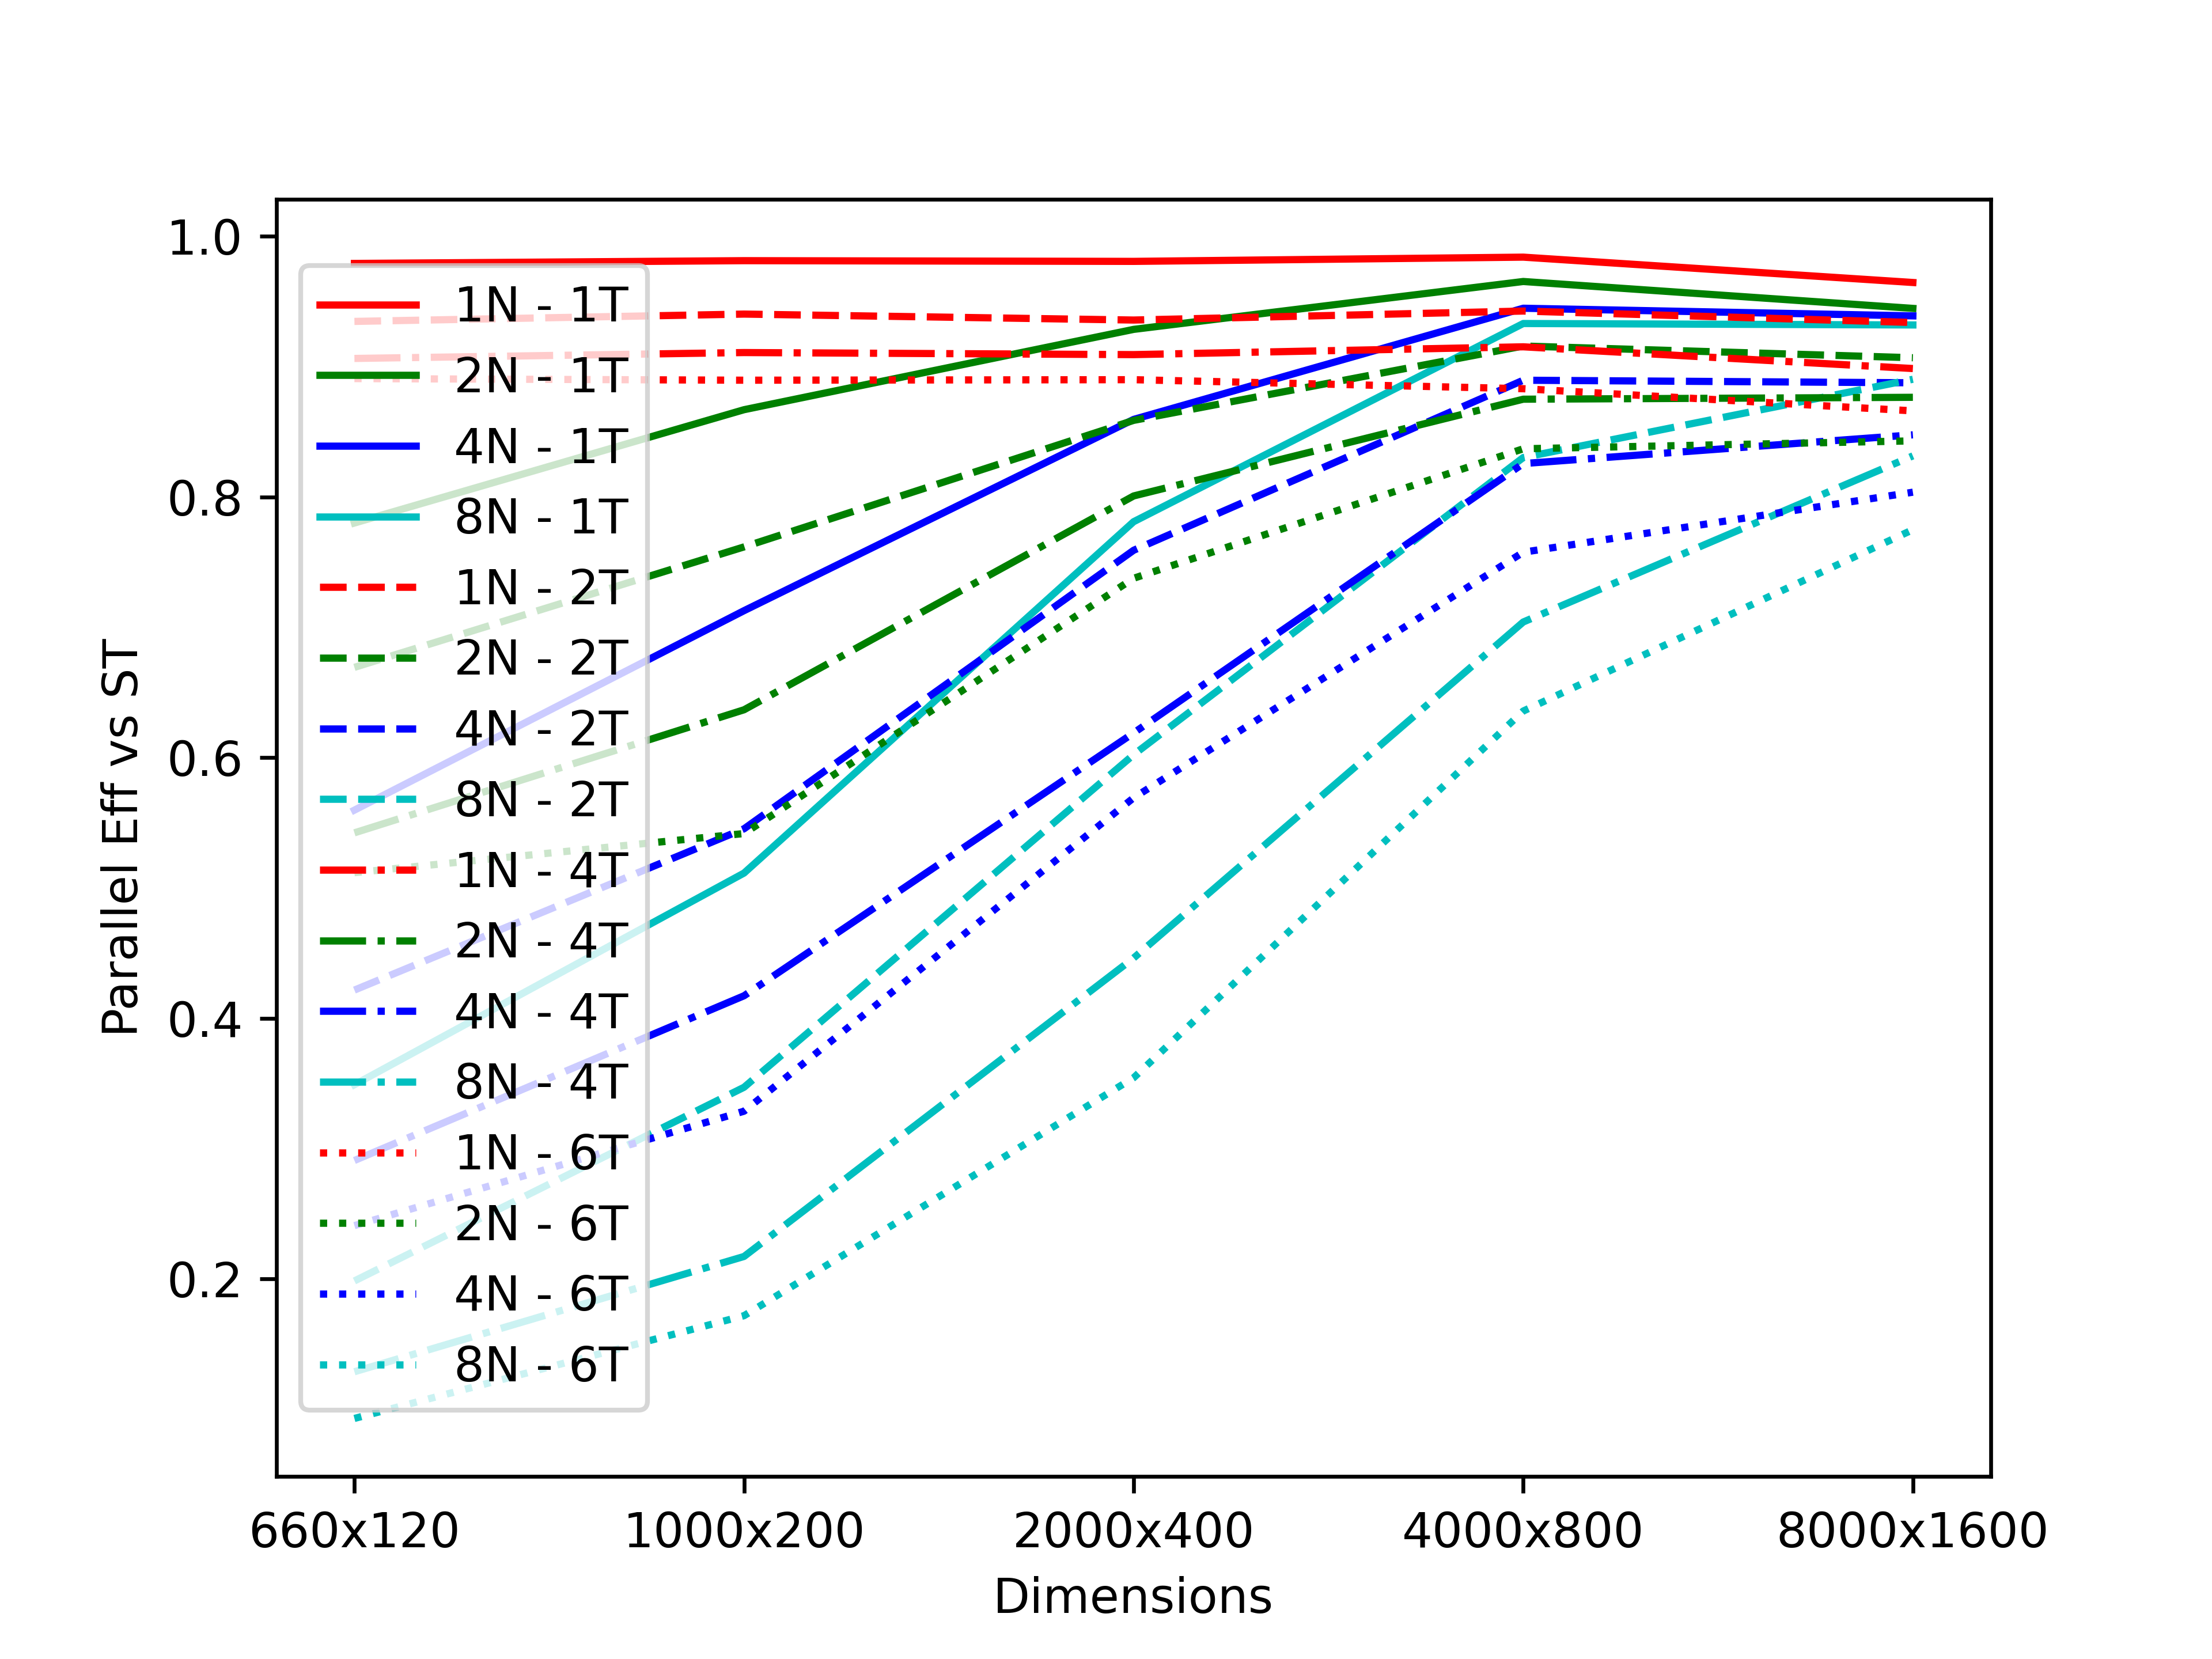 1.0
0.8
0.6
0.4
0.2
Parallel Eff vs ST
1N - 1T
2N - 1T
4N - 1T
8N - 1T
1N - 2T
2N - 2T
4N - 2T
8N - 2T
1N - 4T
2N - 4T
4N - 4T
8N - 4T
1N - 6T
2N - 6T
4N - 6T
8N - 6T
660x120 1000x200 2000x400 4000x800 8000x1600
Dimensions